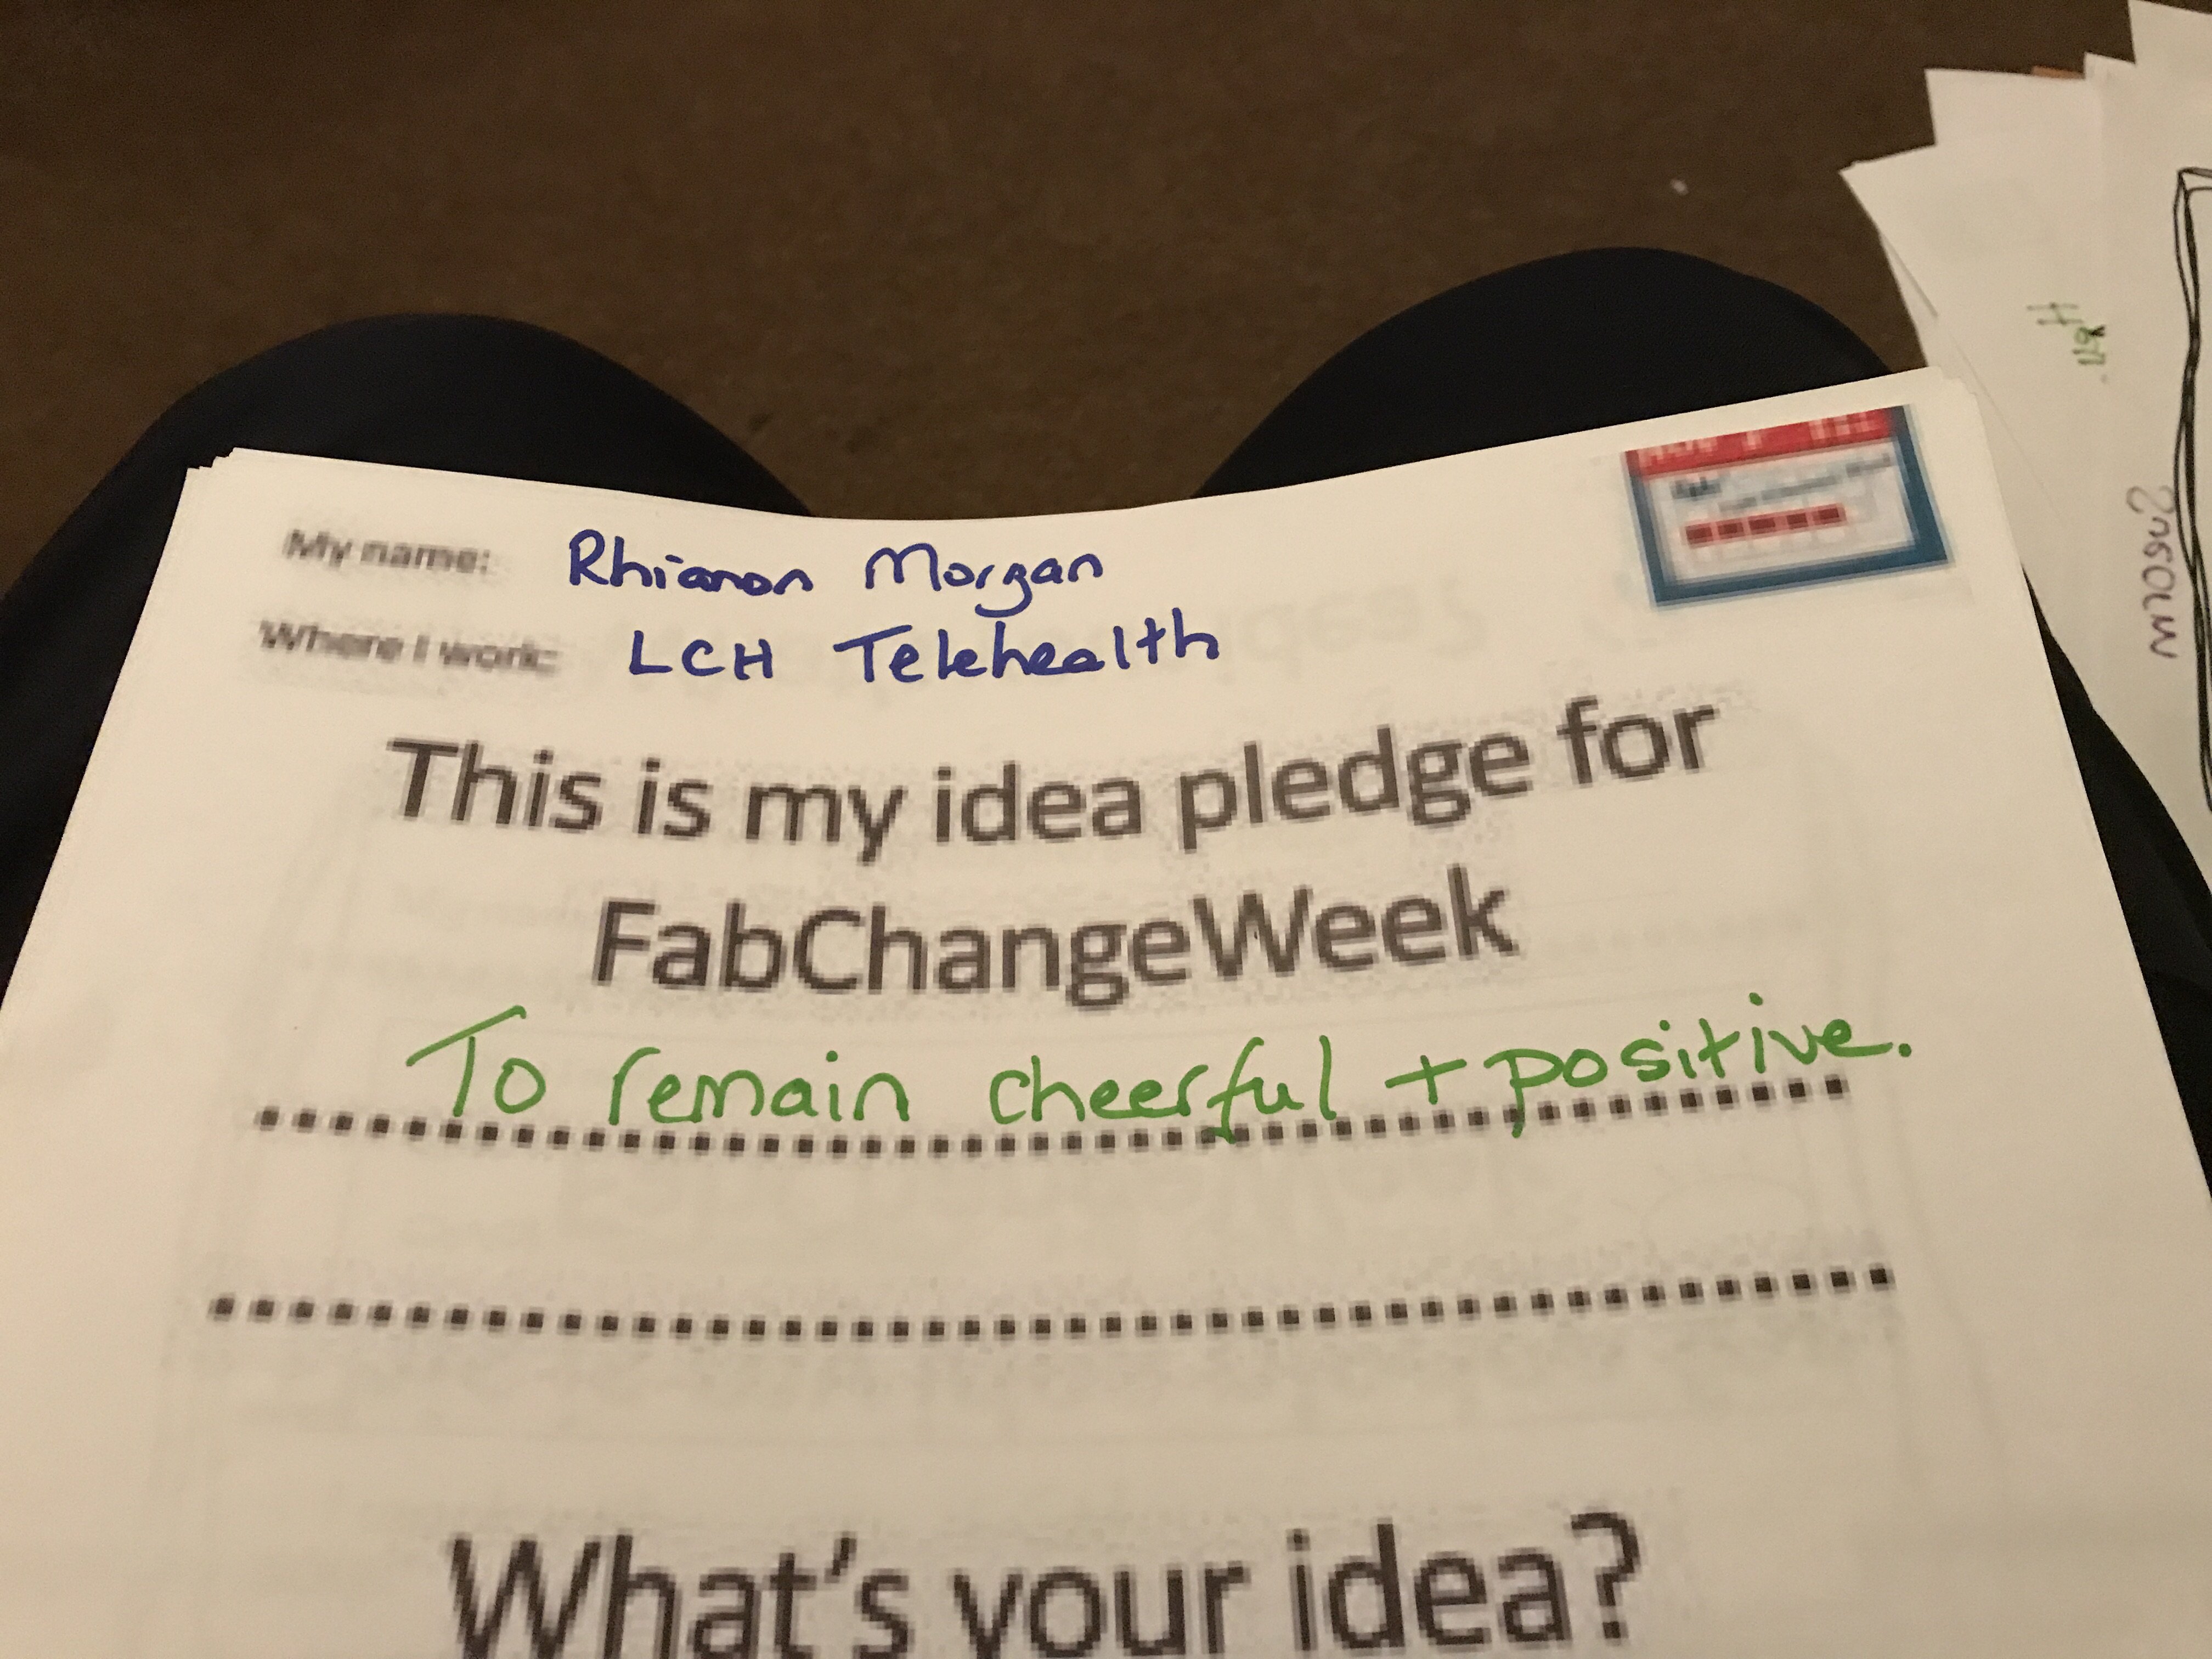 My name: Rhianon Morgan
Where I work: LCH Telehealth
This is my idea pledge for
FabChangeWeek
To remain cheerful + positive.
What's your idea?